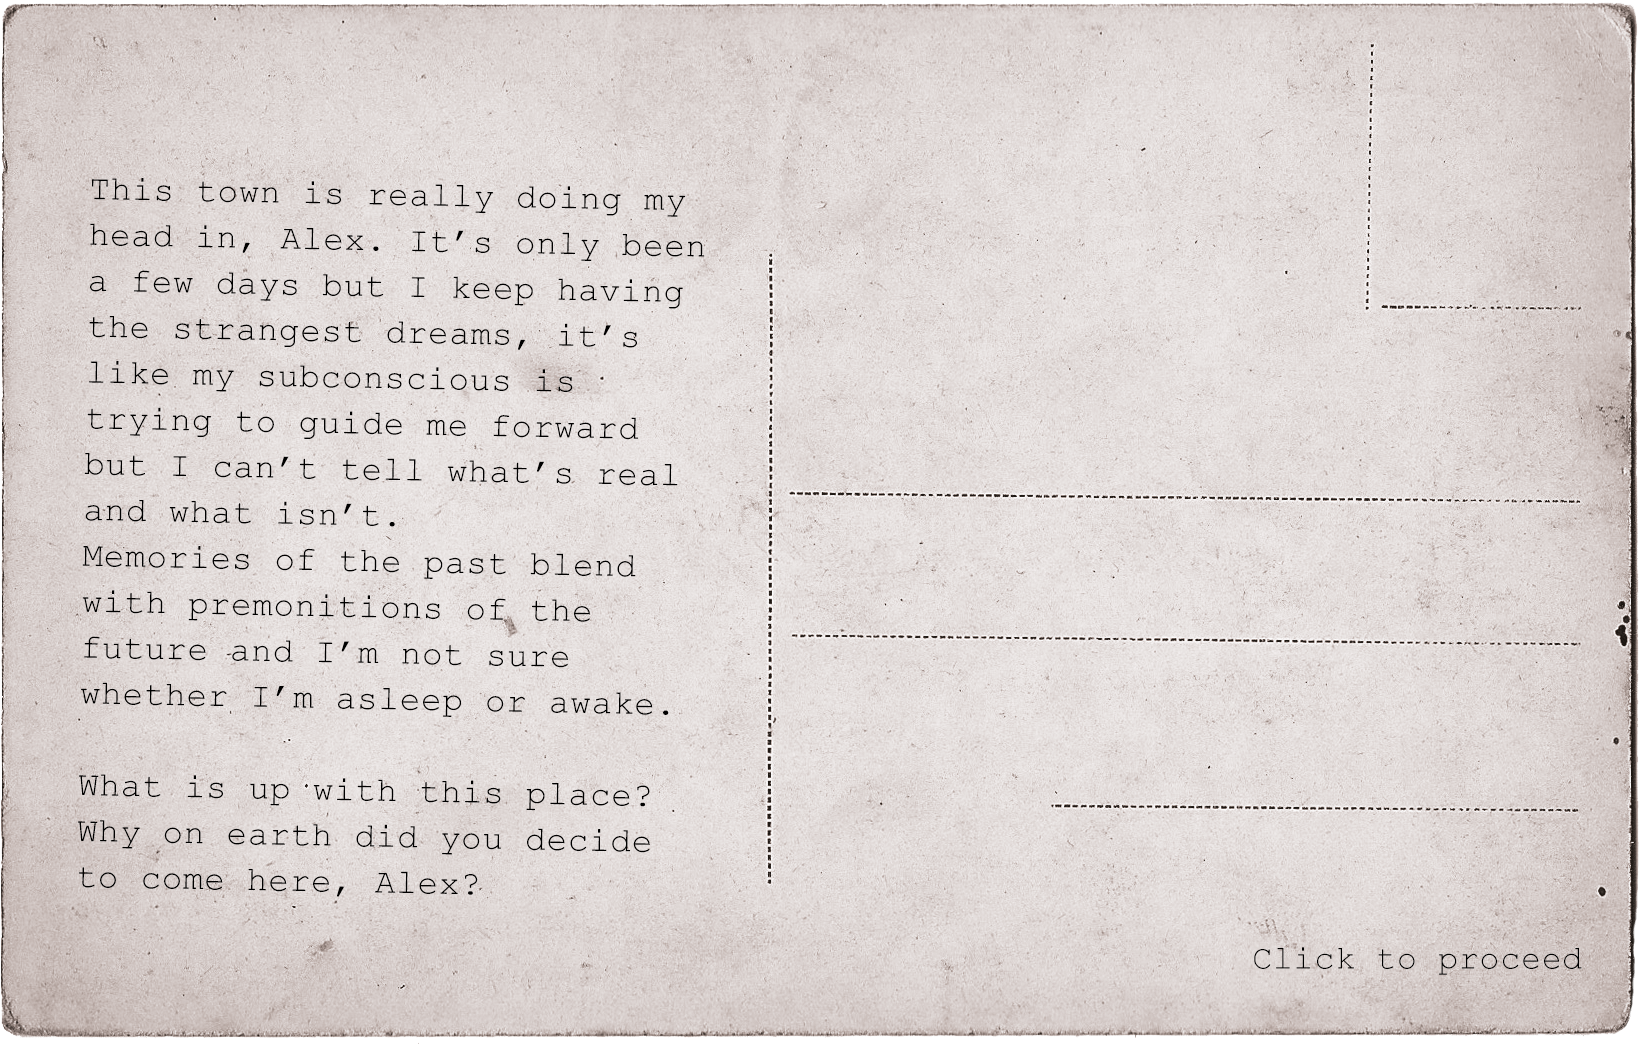 This town is really doing my
head in, Alex. It's only been
a few days but I keep having
the strangest dreams, it's
like my subconscious is
trying to guide me forward
but I can't tell what's real
and what isn't.
Memories of the past blend
with premonitions of the
future and I'm not sure
whether I'm asleep or awake.
What is up with this place?
Why on earth did you decide
to come here, Alex?
Click to proceed